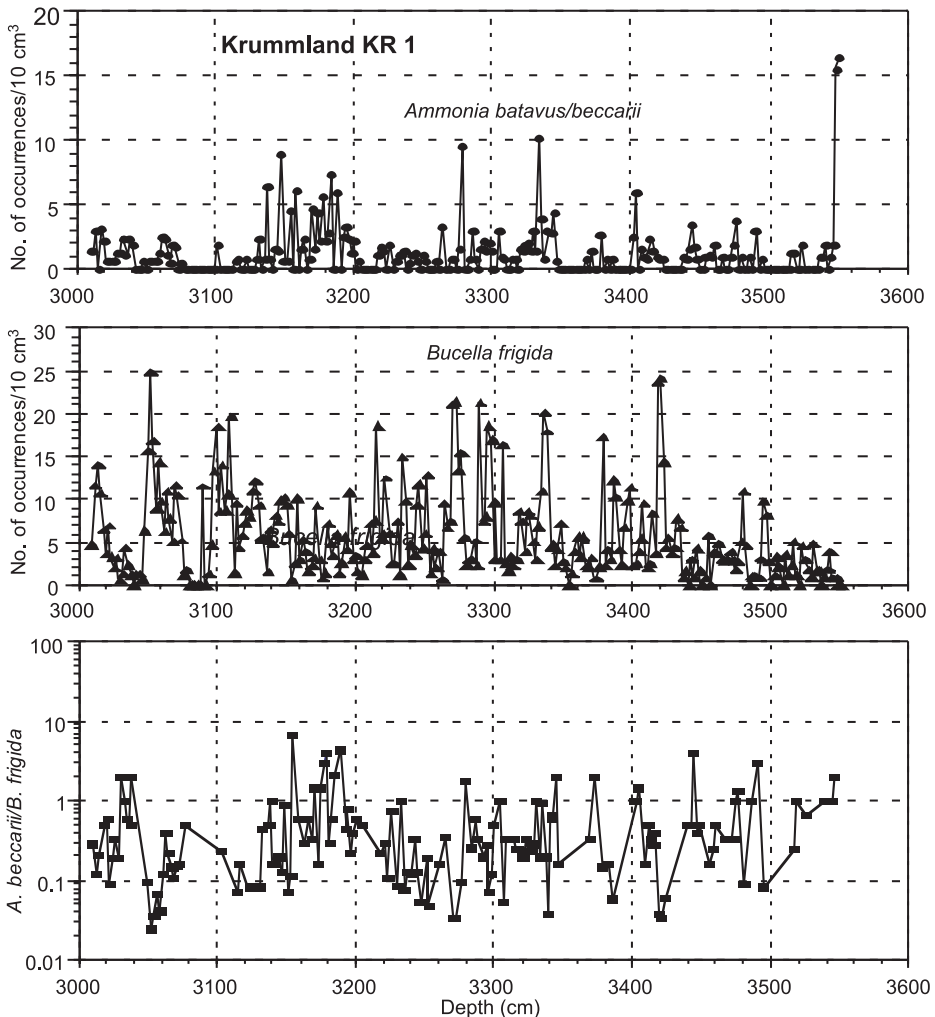 20
Krummland KR 1
15
Ammonia batavus/beccarii
10
5
0
No. of occurrences/10 cm³
3000 3100 3200 3300 3400 3500 3600
30
Bucella frigida
25
20
15
10
5
Bucella frigida
0
No. of occurrences/10 cm³
3000 3100 3200 3300 3400 3500 3600
100
10
1
0.1
0.01
A. beccarii/B. frigida
3000 3100 3200 3300 3400 3500 3600
Depth (cm)